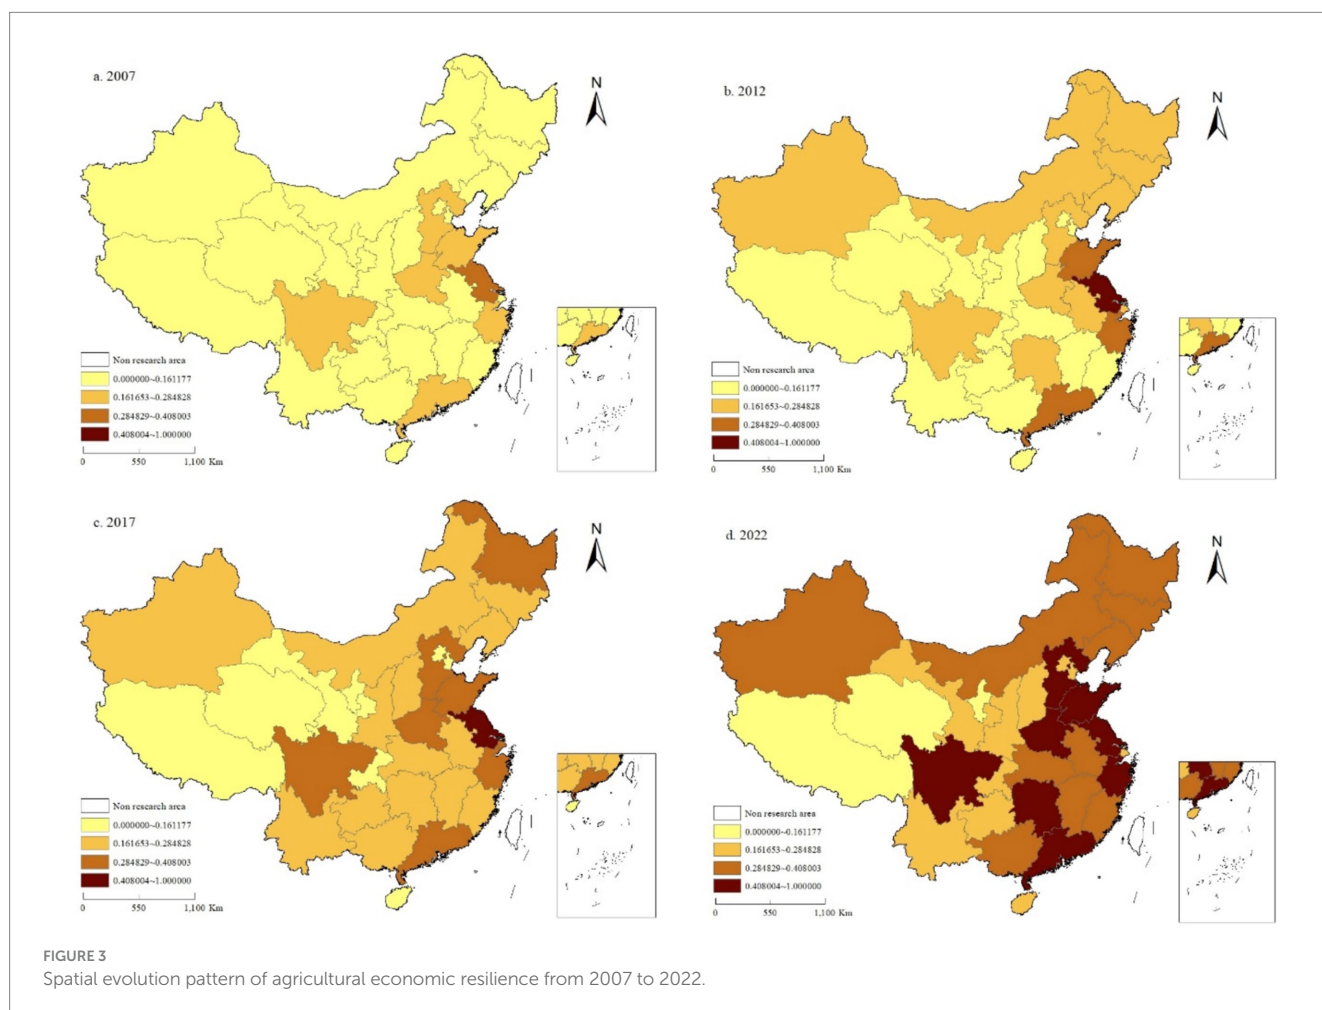 a. 2007
N
Non research area
0.000000~0.161177
0.161653~0.284828
0.284829~0.408003
0.408004~1.000000
0 550 1,100 Km
b. 2012
N
Non research area
0.000000~0.161177
0.161653~0.284828
0.284829~0.408003
0.408004~1.000000
0 550 1,100 Km
c. 2017
N
Non research area
0.000000~0.161177
0.161653~0.284828
0.284829~0.408003
0.408004~1.000000
0 550 1,100 Km
d. 2022
N
Non research area
0.000000~0.161177
0.161653~0.284828
0.284829~0.408003
0.408004~1.000000
0 550 1,100 Km
FIGURE 3
Spatial evolution pattern of agricultural economic resilience from 2007 to 2022.